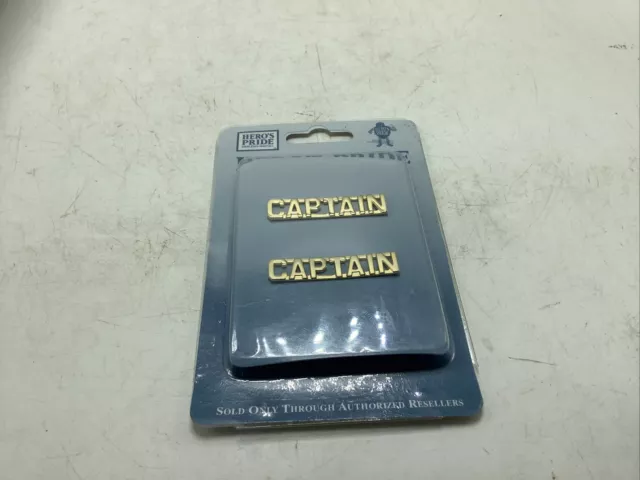 HERO'S
PRIDE
CAPTAIN
CAPTAIN
SOLD ONLY THROUGH AUTHORIZED RESELLERS